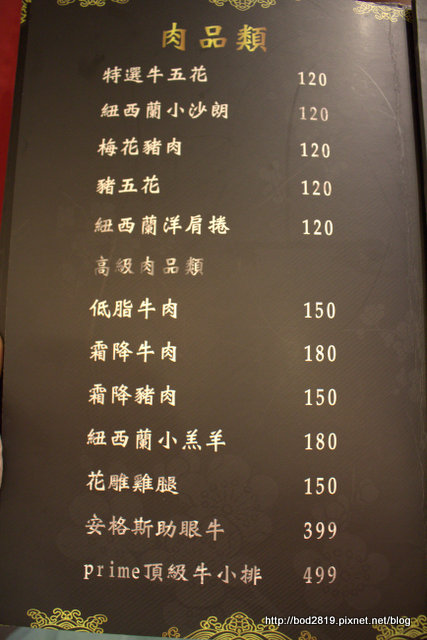 肉品類
特選牛五花 120
紐西蘭小沙朗 120
梅花豬肉 120
豬五花 120
紐西蘭洋肩捲 120
高級肉品類
低脂牛肉 150
霜降牛肉 180
霜降豬肉 150
紐西蘭小羔羊 180
花雕雞腿 150
安格斯助眼牛 399
prime頂級牛小排 499
http://bod2819.pixnet.net/blog